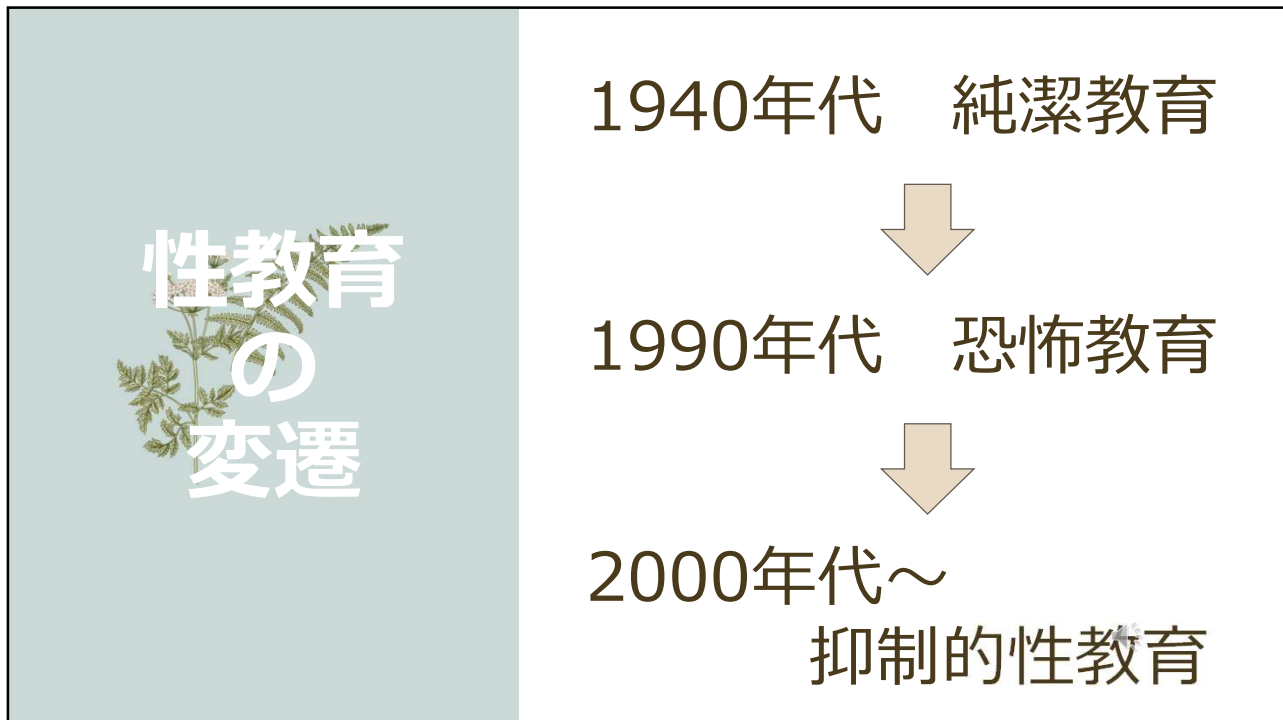 性教育
の
変遷
1940年代　純潔教育
1990年代　恐怖教育
2000年代～
抑制的性教育